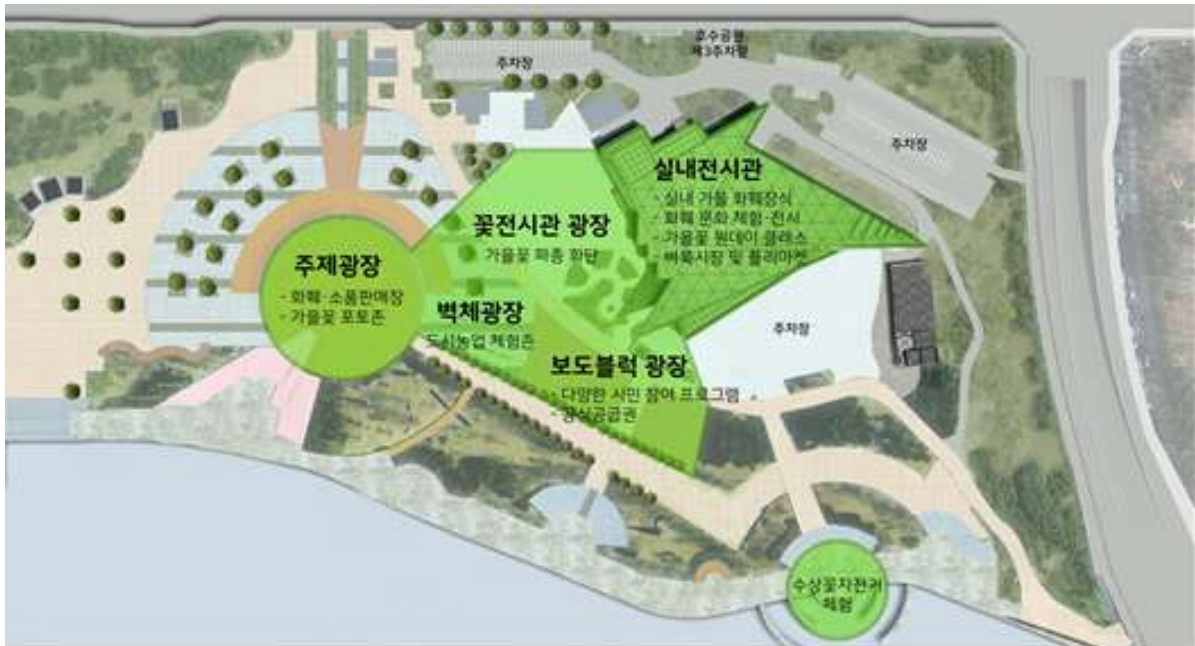 호수공원
제3주차장
주차장
주차장
실내전시관
- 실내 가을 화훼장식
- 화훼 문화 체험·전시
- 가을꽃 원데이 클래스
- 벼룩시장 및 플리마켓
꽃전시관 광장
가을꽃 파종 화단
주제광장
- 화훼·소품판매장
- 가을꽃 포토존
벽체광장
도시농업 체험존
주차장
보도블럭 광장
- 다양한 시민 참여 프로그램
수상꽃자전거
체험